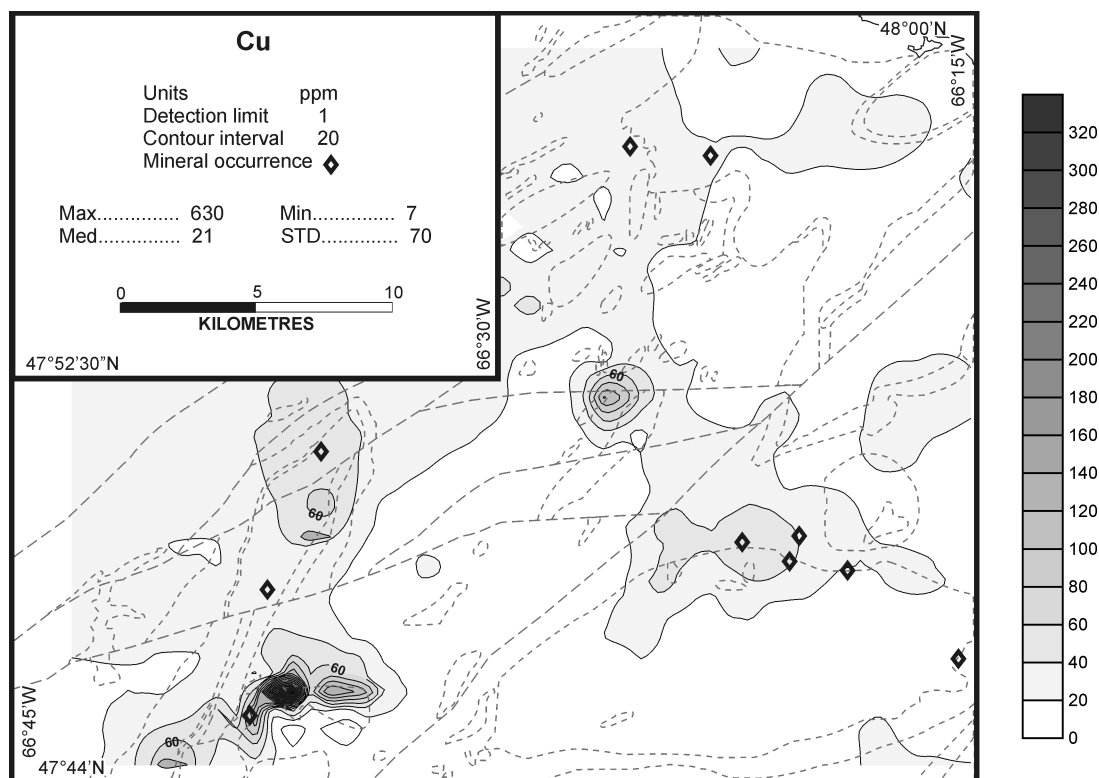 Cu
Units ppm
Detection limit 1
Contour interval 20
Mineral occurrence
Max............... 630 Min............... 7
Med............... 21 STD.............. 70
0 5 10
KILOMETRES
47°52'30"N
66°30'W
48°00'N
66°15'W
60
60
60
60
66°45'W
47°44'N
320
300
280
260
240
220
200
180
160
140
120
100
80
60
40
20
0